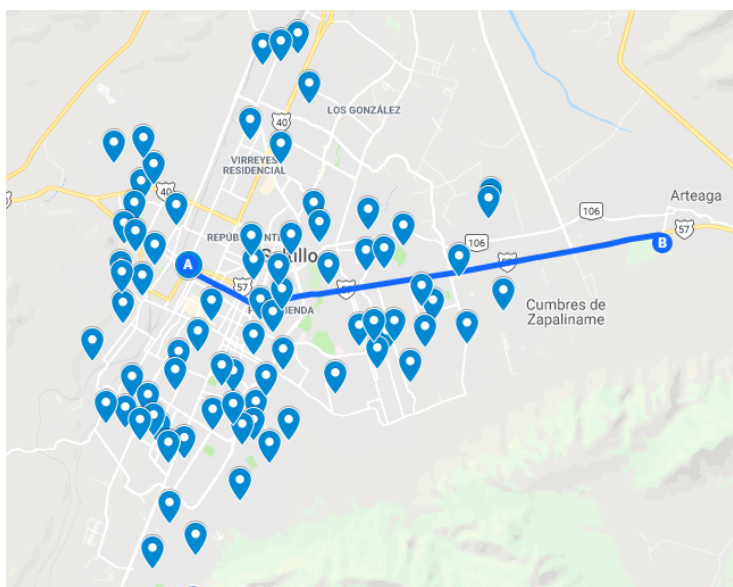 LOS GONZÁLEZ
40
VIRREYES
RESIDENCIAL
40
Arteaga
106
57
106
A
B
57
Cumbres de
Zapaliname